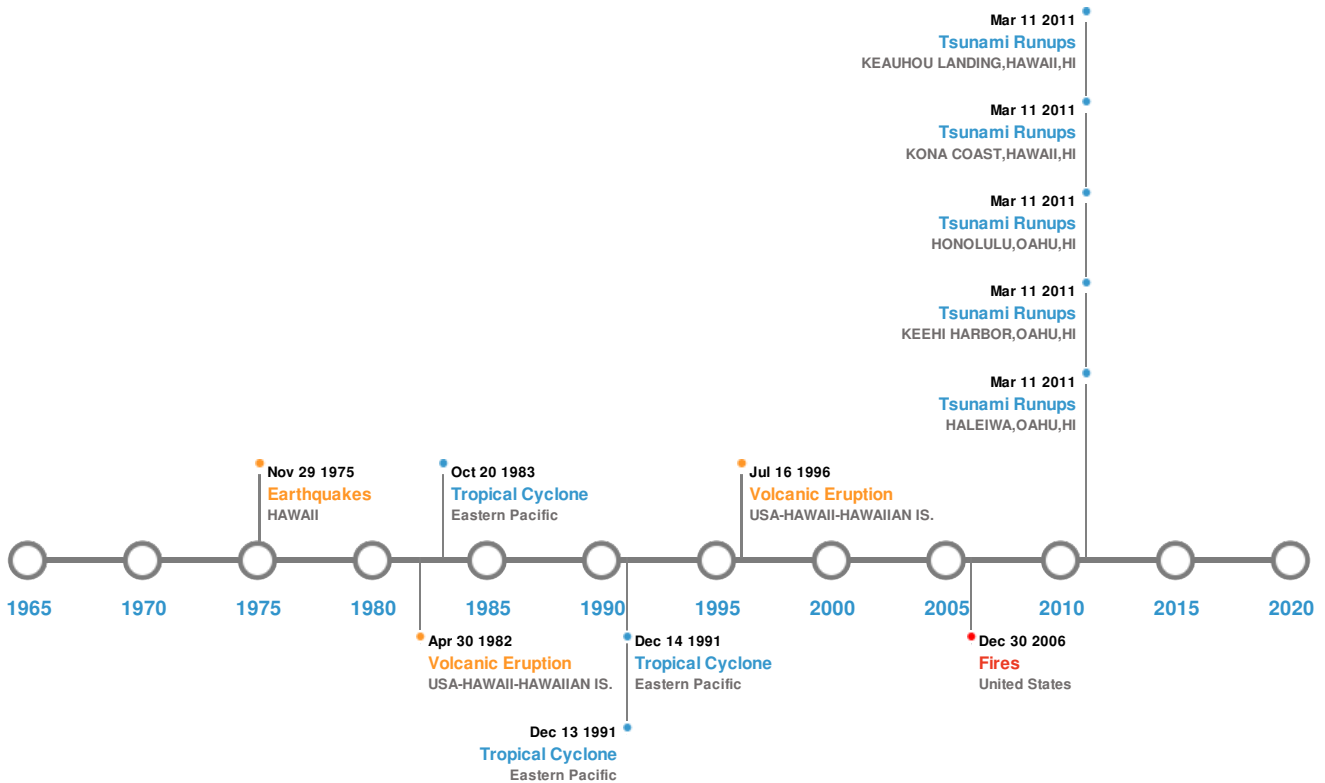 Mar 11 2011
Tsunami Runups
KEAUHOU LANDING,HAWAII,HI
Mar 11 2011
Tsunami Runups
KONA COAST,HAWAII,HI
Mar 11 2011
Tsunami Runups
HONOLULU,OAHU,HI
Mar 11 2011
Tsunami Runups
KEEHI HARBOR,OAHU,HI
Mar 11 2011
Tsunami Runups
HALEIWA,OAHU,HI
Nov 29 1975
Earthquakes
HAWAII
Oct 20 1983
Tropical Cyclone
Eastern Pacific
Jul 16 1996
Volcanic Eruption
USA-HAWAII-HAWAIIAN IS.
1965 1970 1975 1980 1985 1990 1995 2000 2005 2010 2015 2020
Apr 30 1982
Volcanic Eruption
USA-HAWAII-HAWAIIAN IS.
Dec 14 1991
Tropical Cyclone
Eastern Pacific
Dec 30 2006
Fires
United States
Dec 13 1991
Tropical Cyclone
Eastern Pacific